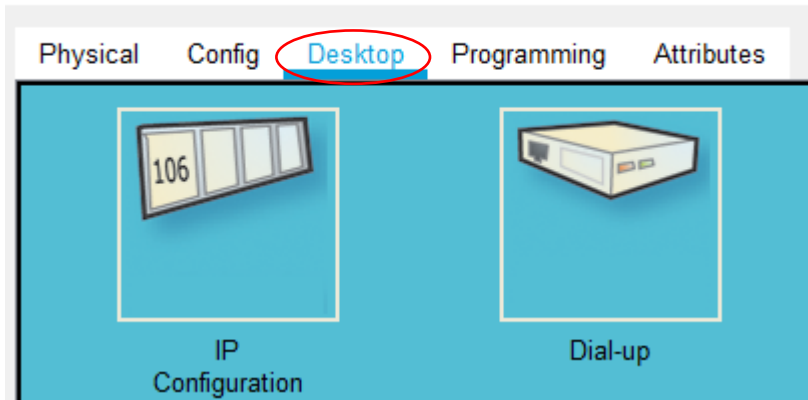 Physical Config Desktop Programming Attributes
106
IP
Configuration
Dial-up